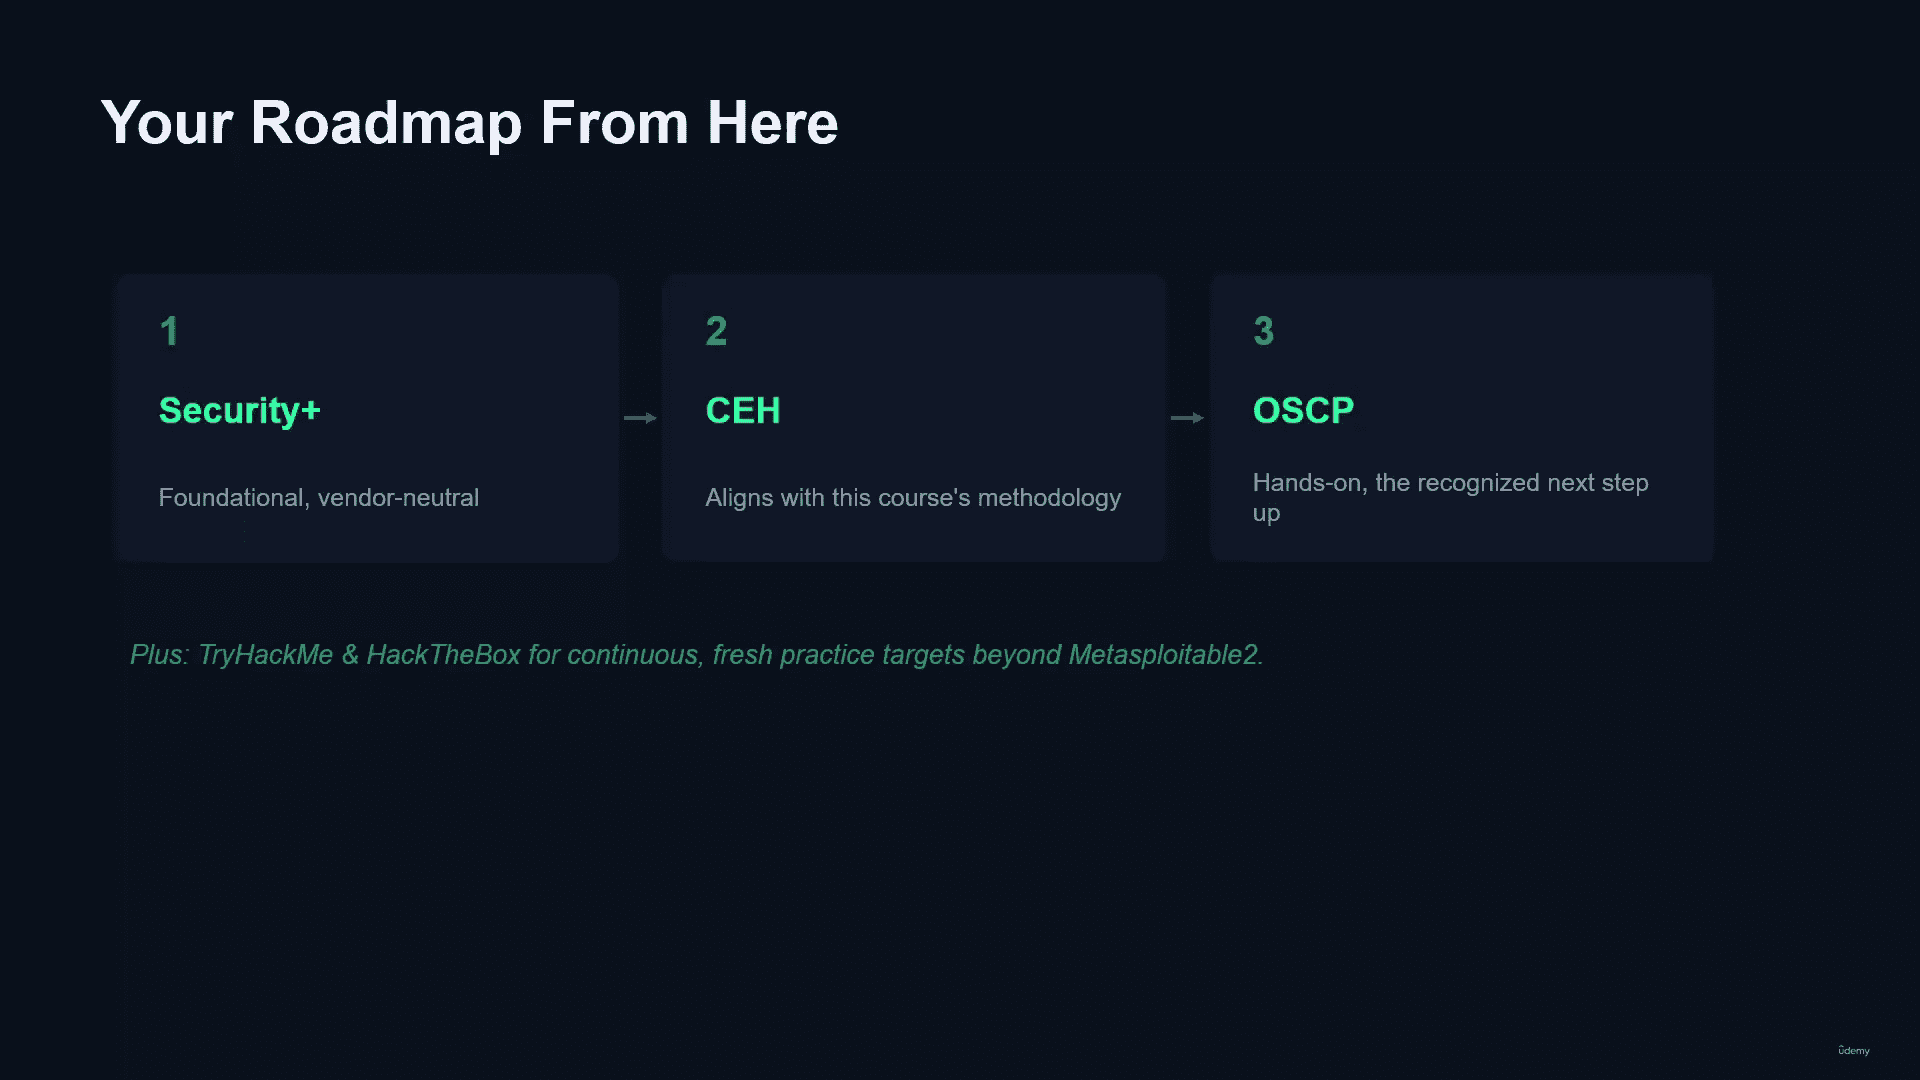 Your Roadmap From Here
1
Security+
Foundational, vendor-neutral
2
CEH
Aligns with this course's methodology
3
OSCP
Hands-on, the recognized next step
up
Plus: TryHackMe & HackTheBox for continuous, fresh practice targets beyond Metasploitable2.
ûdemy